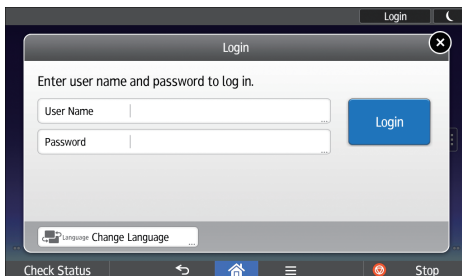 Login
Login
Enter user name and password to log in.
User Name
...
Login
Password
...
Language Change Language
...
Check Status
Stop